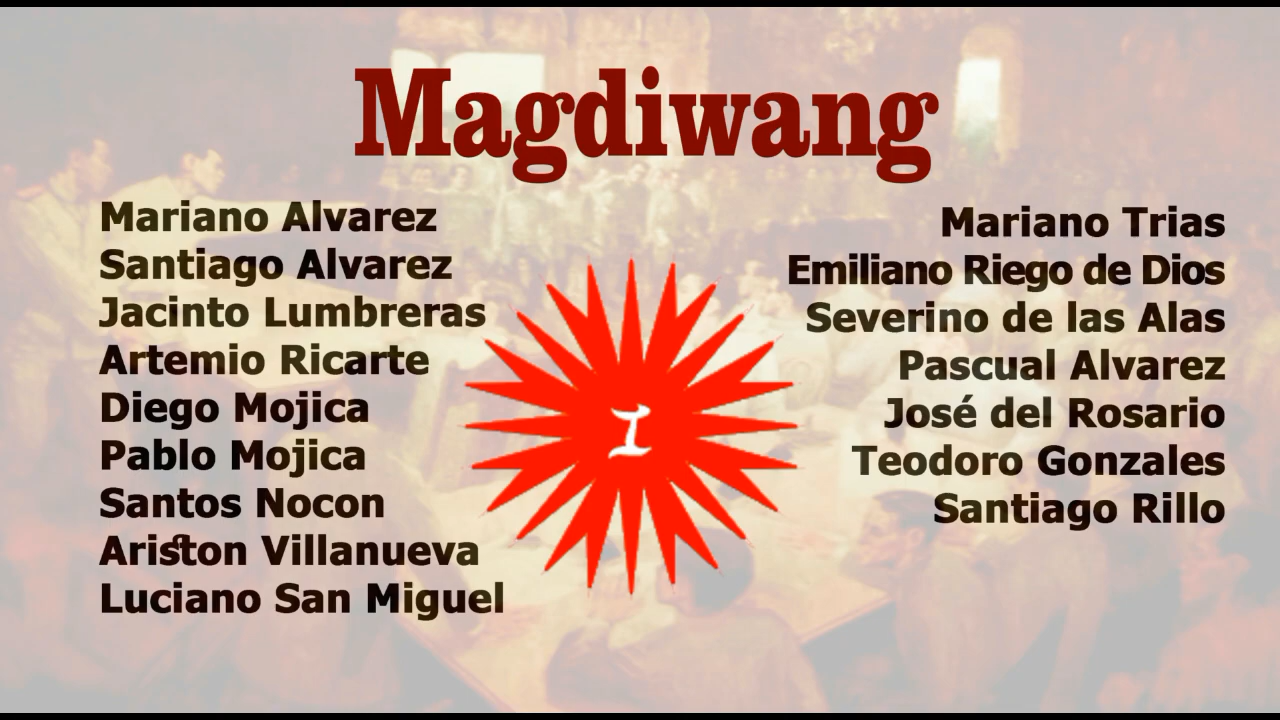 Magdiwang
Mariano Alvarez
Santiago Alvarez
Jacinto Lumbreras
Artemio Ricarte
Diego Mojica
Pablo Mojica
Santos Nocon
Ariston Villanueva
Luciano San Miguel
I
Mariano Trias
Emiliano Riego de Dios
Severino de las Alas
Pascual Alvarez
José del Rosario
Teodoro Gonzales
Santiago Rillo